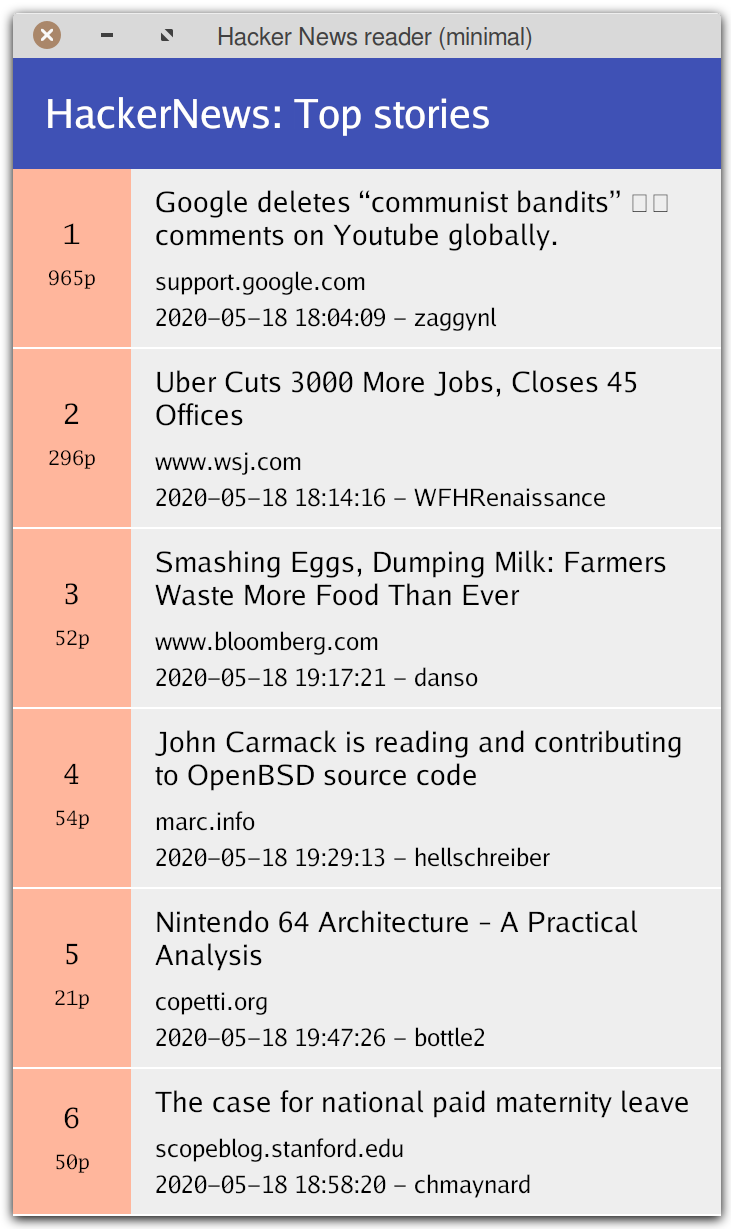 Hacker News reader (minimal)
HackerNews: Top stories
1
965p
Google deletes “communist bandits” □□
comments on Youtube globally.
support.google.com
2020−05−18 18:04:09 − zaggynl
2
296p
Uber Cuts 3000 More Jobs, Closes 45
Offices
www.wsj.com
2020−05−18 18:14:16 − WFHRenaissance
3
52p
Smashing Eggs, Dumping Milk: Farmers
Waste More Food Than Ever
www.bloomberg.com
2020−05−18 19:17:21 − danso
4
54p
John Carmack is reading and contributing
to OpenBSD source code
marc.info
2020−05−18 19:29:13 − hellschreiber
5
21p
Nintendo 64 Architecture – A Practical
Analysis
copetti.org
2020−05−18 19:47:26 − bottle2
6
50p
The case for national paid maternity leave
scopeblog.stanford.edu
2020−05−18 18:58:20 − chmaynard